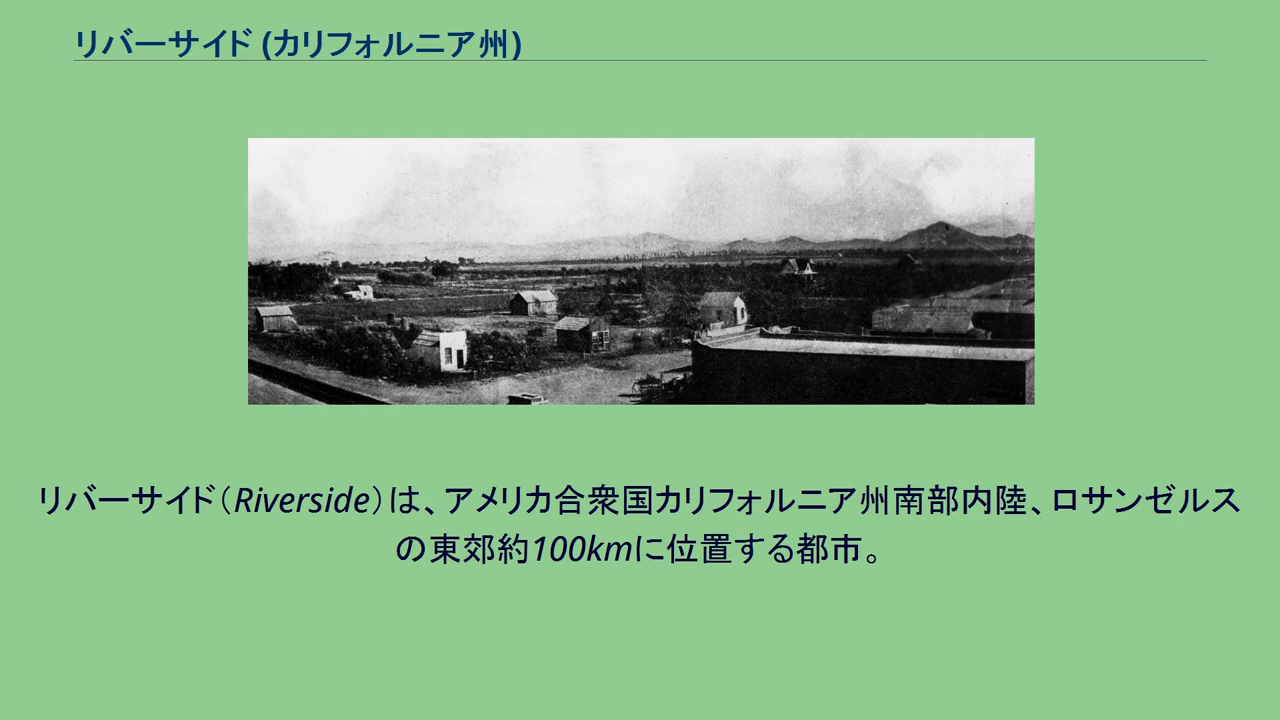 リバーサイド (カリフォルニア州)
リバーサイド（Riverside）は、アメリカ合衆国カリフォルニア州南部内陸、ロサンゼルス
の東郊約100kmに位置する都市。